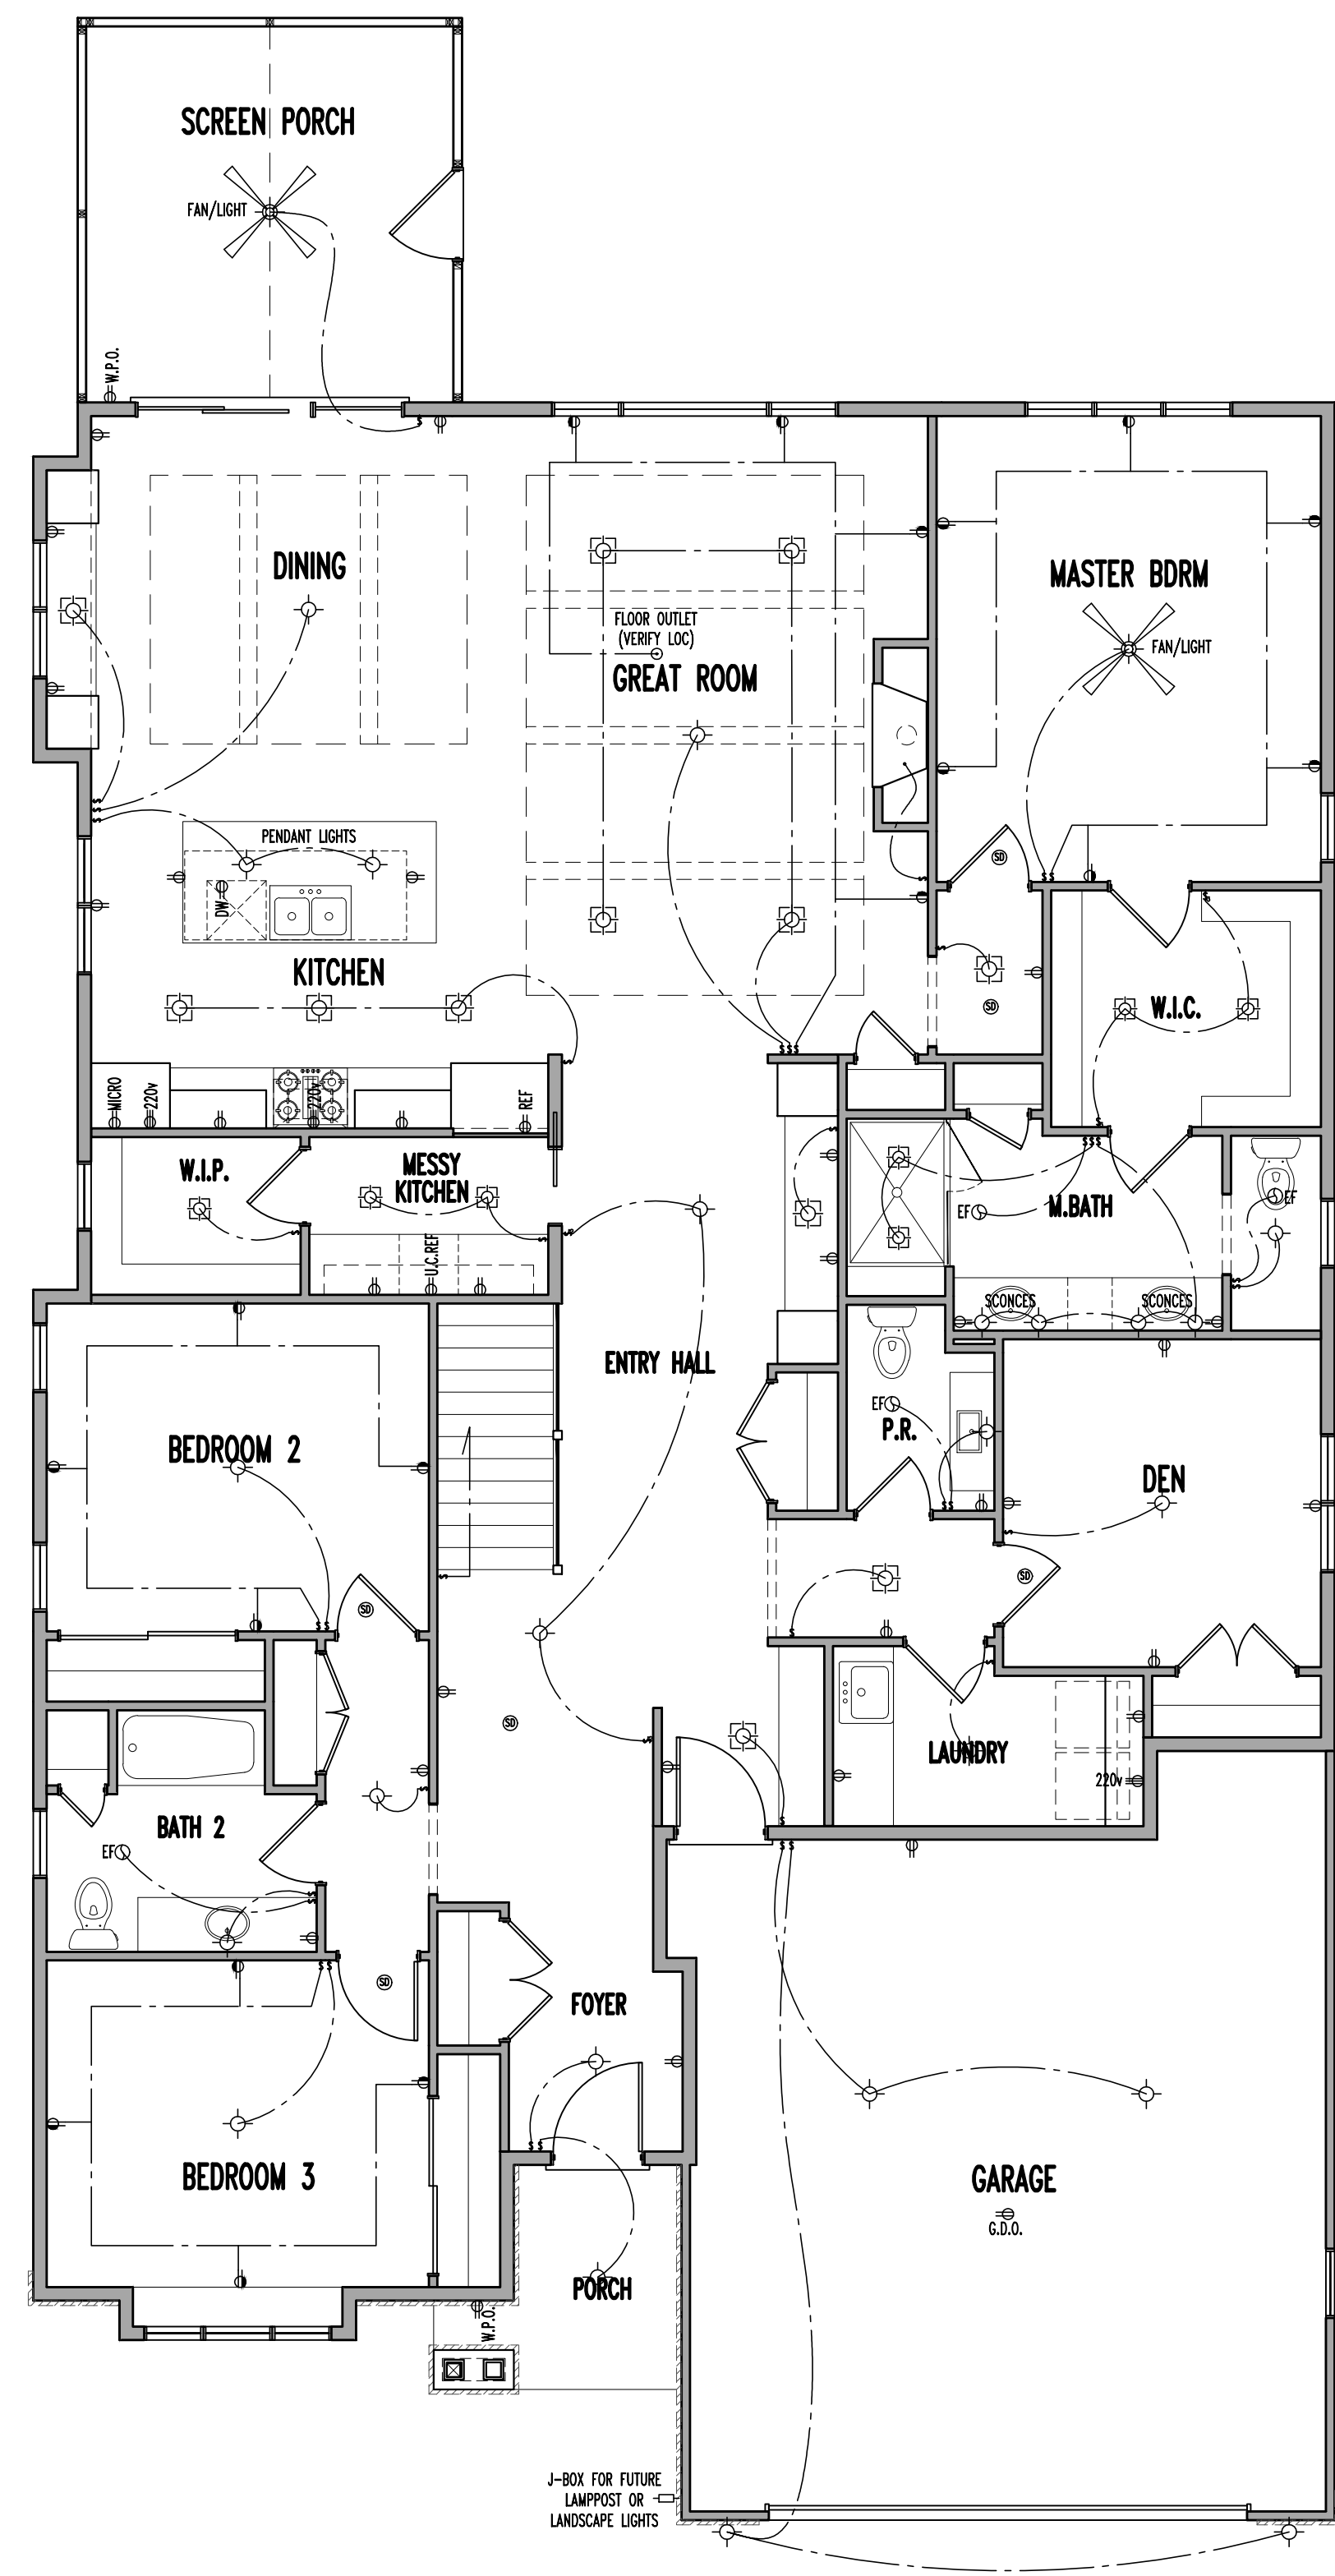 SCREEN PORCH
FAN/LIGHT
W.P.O.
DINING
MASTER BDRM
FLOOR OUTLET
(VERIFY LOC)
FAN/LIGHT
GREAT ROOM
PENDANT LIGHTS
SD
DW
KITCHEN
SD
W.I.C.
MICRO
220v
220v
REF
W.I.P.
MESSY
KITCHEN
U.C.REF
EF
M.BATH
EF
SCONCES
SCONCES
ENTRY HALL
EF
P.R.
BEDROOM 2
DEN
SD
SD
SD
LAUNDRY
220v
BATH 2
EF
SD
FOYER
BEDROOM 3
GARAGE
G.D.O.
PORCH
W.P.O.
J-BOX FOR FUTURE
LAMPPOST OR
LANDSCAPE LIGHTS